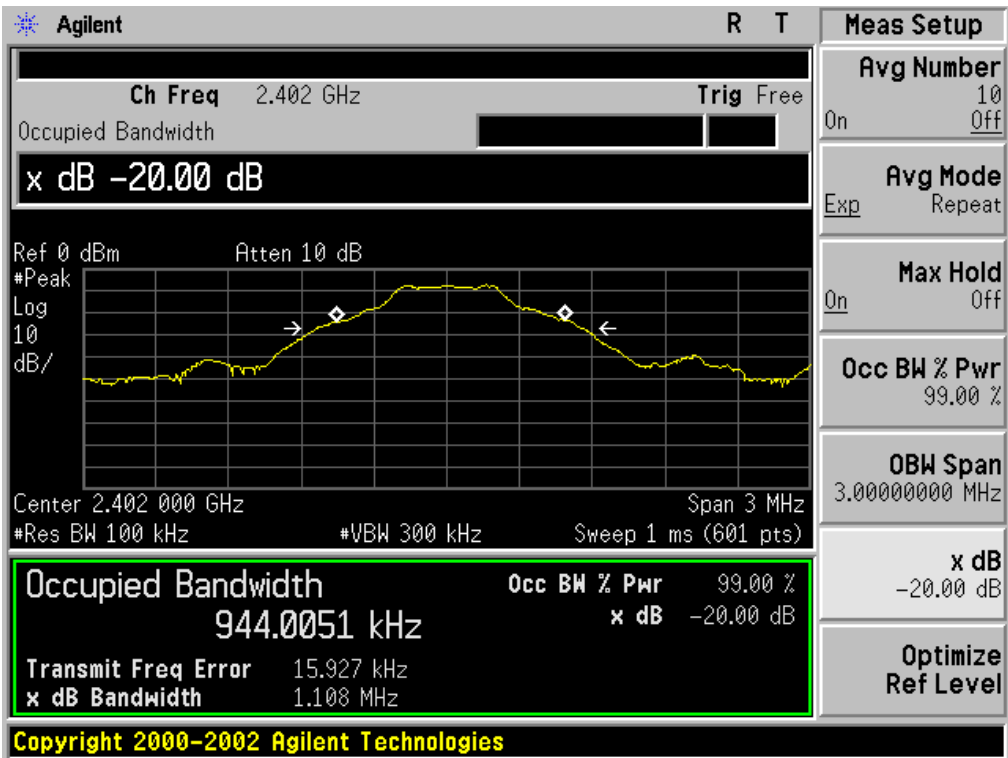 Agilent R T
Meas Setup
Ch Freq 2.402 GHz Trig Free
Occupied Bandwidth
x dB -20.00 dB
Ref 0 dBm Atten 10 dB
#Peak
Log
10
dB/
Center 2.402 000 GHz Span 3 MHz
#Res BW 100 kHz #VBW 300 kHz Sweep 1 ms (601 pts)
Occupied Bandwidth Occ BW % Pwr 99.00 %
944.0051 kHz x dB -20.00 dB
Transmit Freq Error 15.927 kHz
x dB Bandwidth 1.108 MHz
Copyright 2000-2002 Agilent Technologies
Avg Number
10
On Off
Avg Mode
Exp Repeat
Max Hold
On Off
Occ BW % Pwr
99.00 %
OBW Span
3.00000000 MHz
x dB
-20.00 dB
Optimize
Ref Level